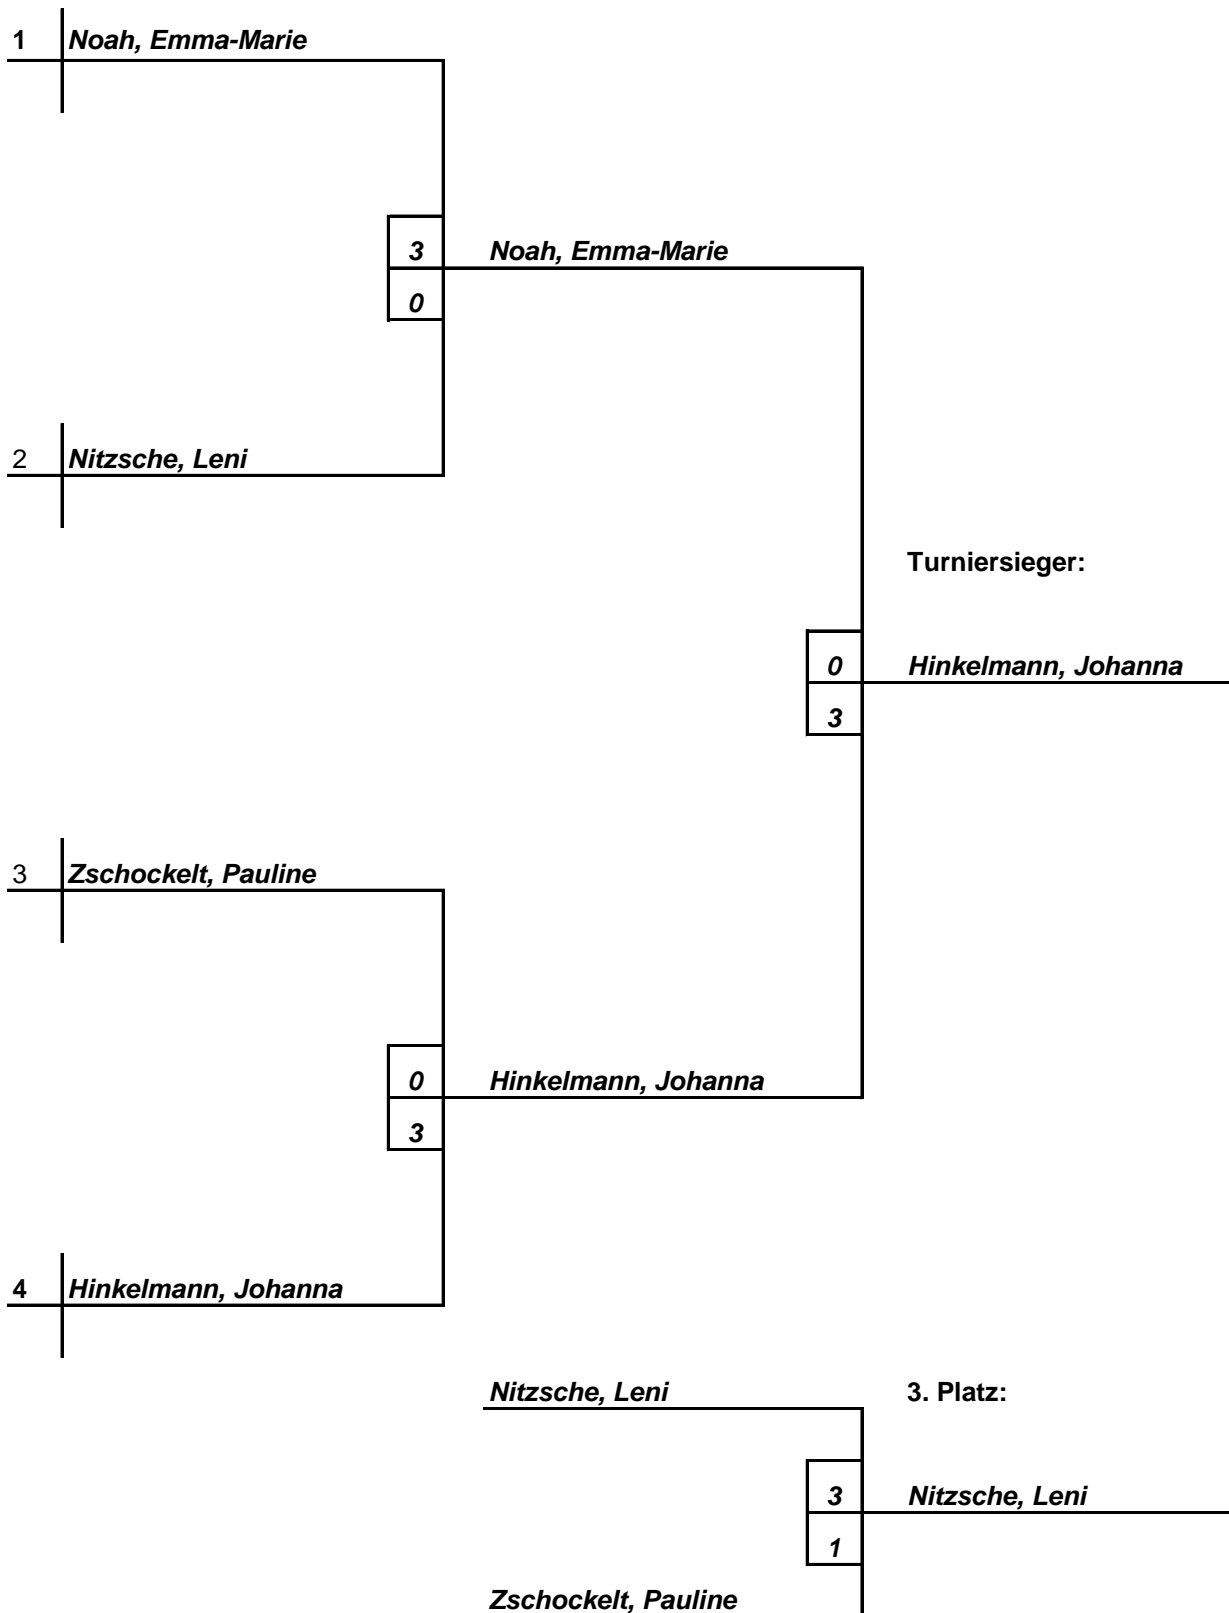 1 Noah, Emma-Marie
3 Noah, Emma-Marie
0
2 Nitzsche, Leni
Turniersieger:
0 Hinkelmann, Johanna
3
3 Zschockelt, Pauline
0 Hinkelmann, Johanna
3
4 Hinkelmann, Johanna
Nitzsche, Leni 3. Platz:
3 Nitzsche, Leni
1
Zschockelt, Pauline